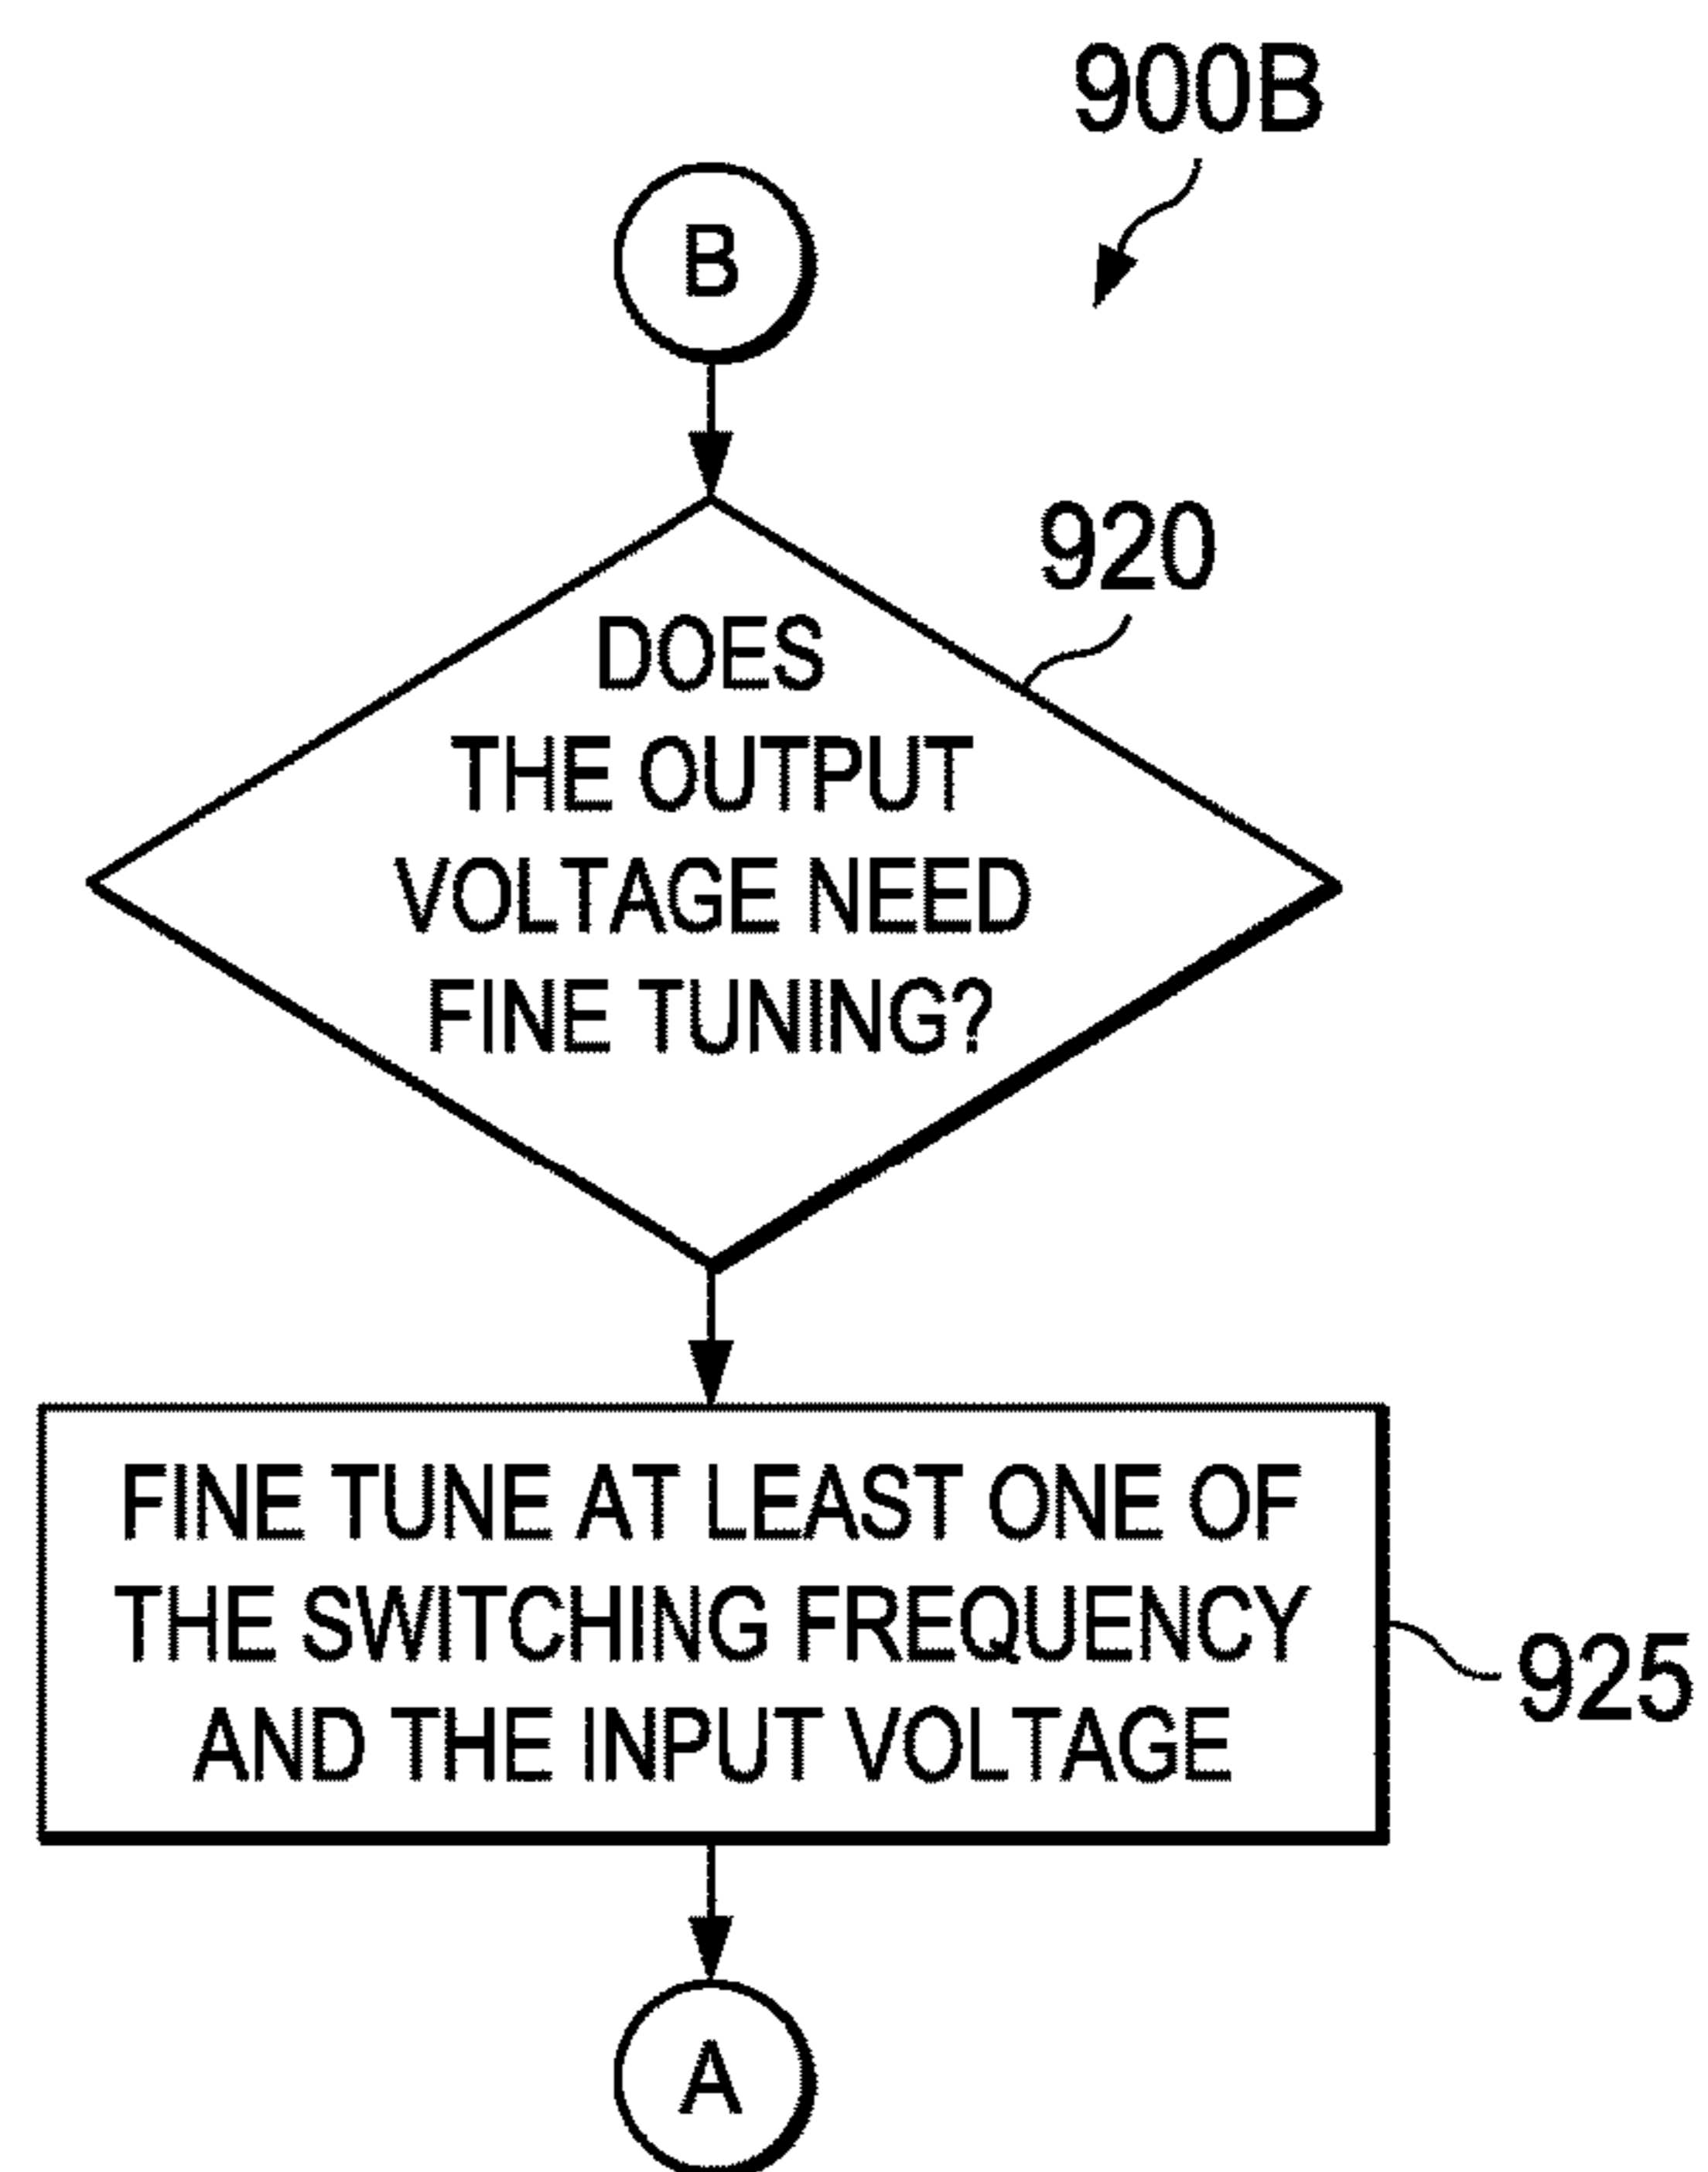 900B
B
920
DOES
THE OUTPUT
VOLTAGE NEED
FINE TUNING?
FINE TUNE AT LEAST ONE OF
THE SWITCHING FREQUENCY
AND THE INPUT VOLTAGE
925
A